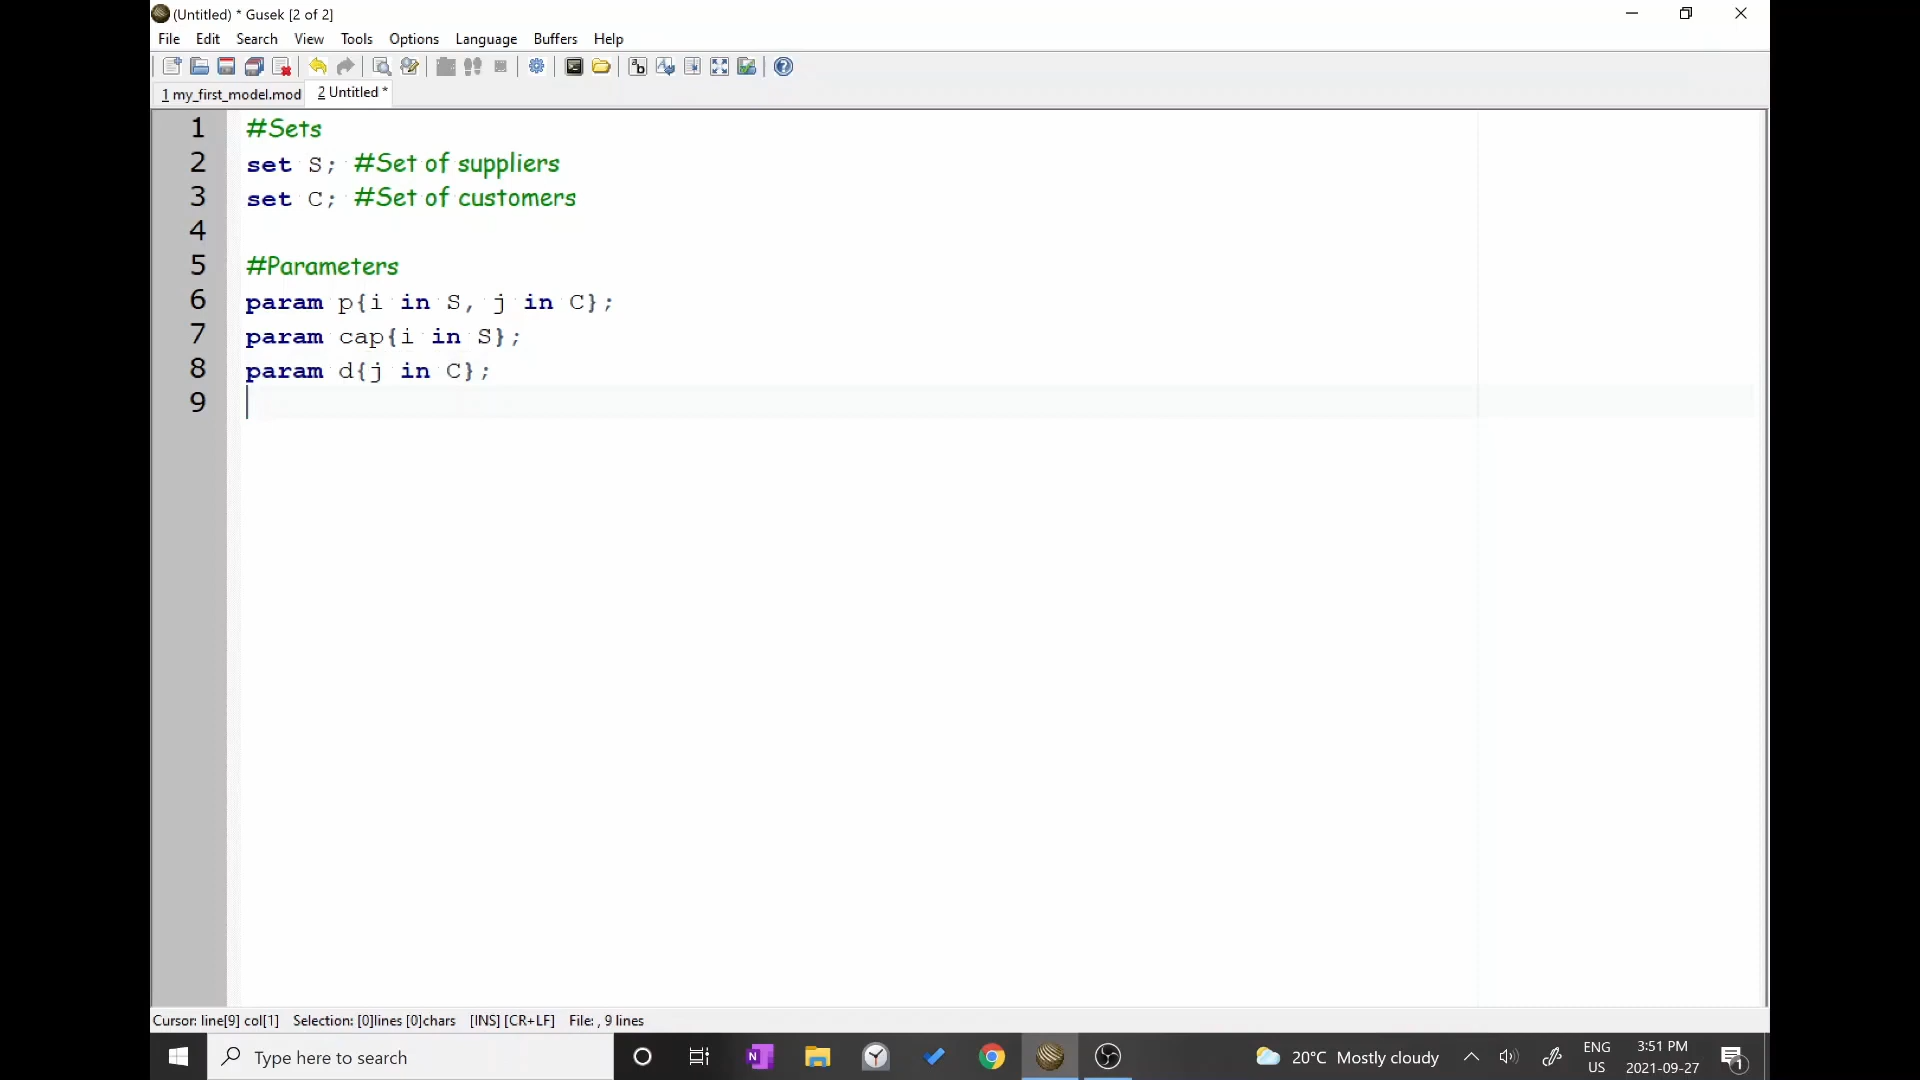 (Untitled) * Gusek [2 of 2]
File Edit Search View Tools Options Language Buffers Help
1 my_first_model.mod 2 Untitled *
1 #Sets
2 set S; #Set of suppliers
3 set C; #Set of customers
4
5 #Parameters
6 param p{i in S, j in C};
7 param cap{i in S};
8 param d{j in C};
9
Cursor: line[9] col[1] Selection: [0]lines [0]chars [INS] [CR+LF] File: , 9 lines
Type here to search
20°C Mostly cloudy
ENG
US
3:51 PM
2021-09-27
1